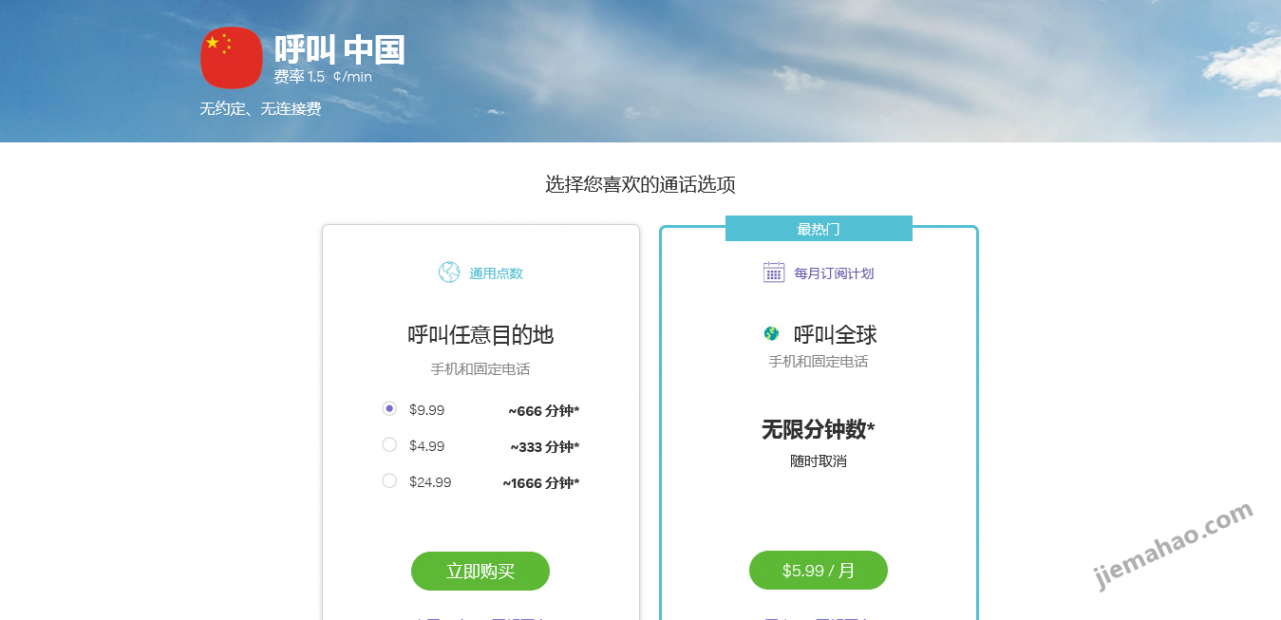 呼叫 中国
费率 1.5 ¢/min
无约定、无连接费
选择您喜欢的通话选项
通用点数
呼叫任意目的地
手机和固定电话
$9.99 ~666 分钟*
$4.99 ~333 分钟*
$24.99 ~1666 分钟*
立即购买
最热门
每月订阅计划
呼叫全球
手机和固定电话
无限分钟数*
随时取消
$5.99 / 月
jiemahao.com